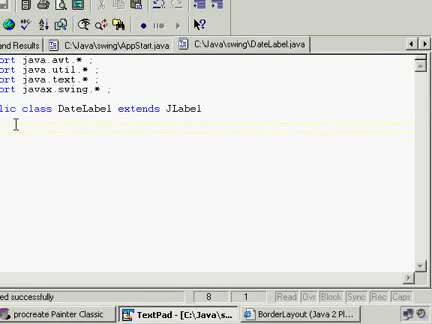 and Results C:\Java\swing\AppStart.java C:\Java\swing\DateLabel.java
ort java.awt.* ;
ort java.util.* ;
ort java.text.* ;
ort javax.swing.* ;
lic class DateLabel extends JLabel
ed successfully 8 1 Read Ovr Block Sync Rec Caps
procreate Painter Classic TextPad - [C:\Java\s... BorderLayout (Java 2 Pl...